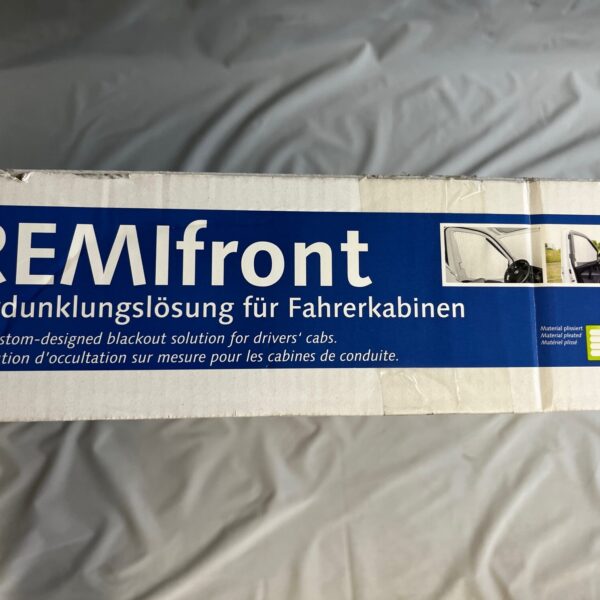 REMIfront
rdunklungslösung für Fahrerkabinen
stom-designed blackout solution for drivers' cabs.
tion d'occultation sur mesure pour les cabines de conduite.
Material plissiert
Material pleated
Matériel plissé